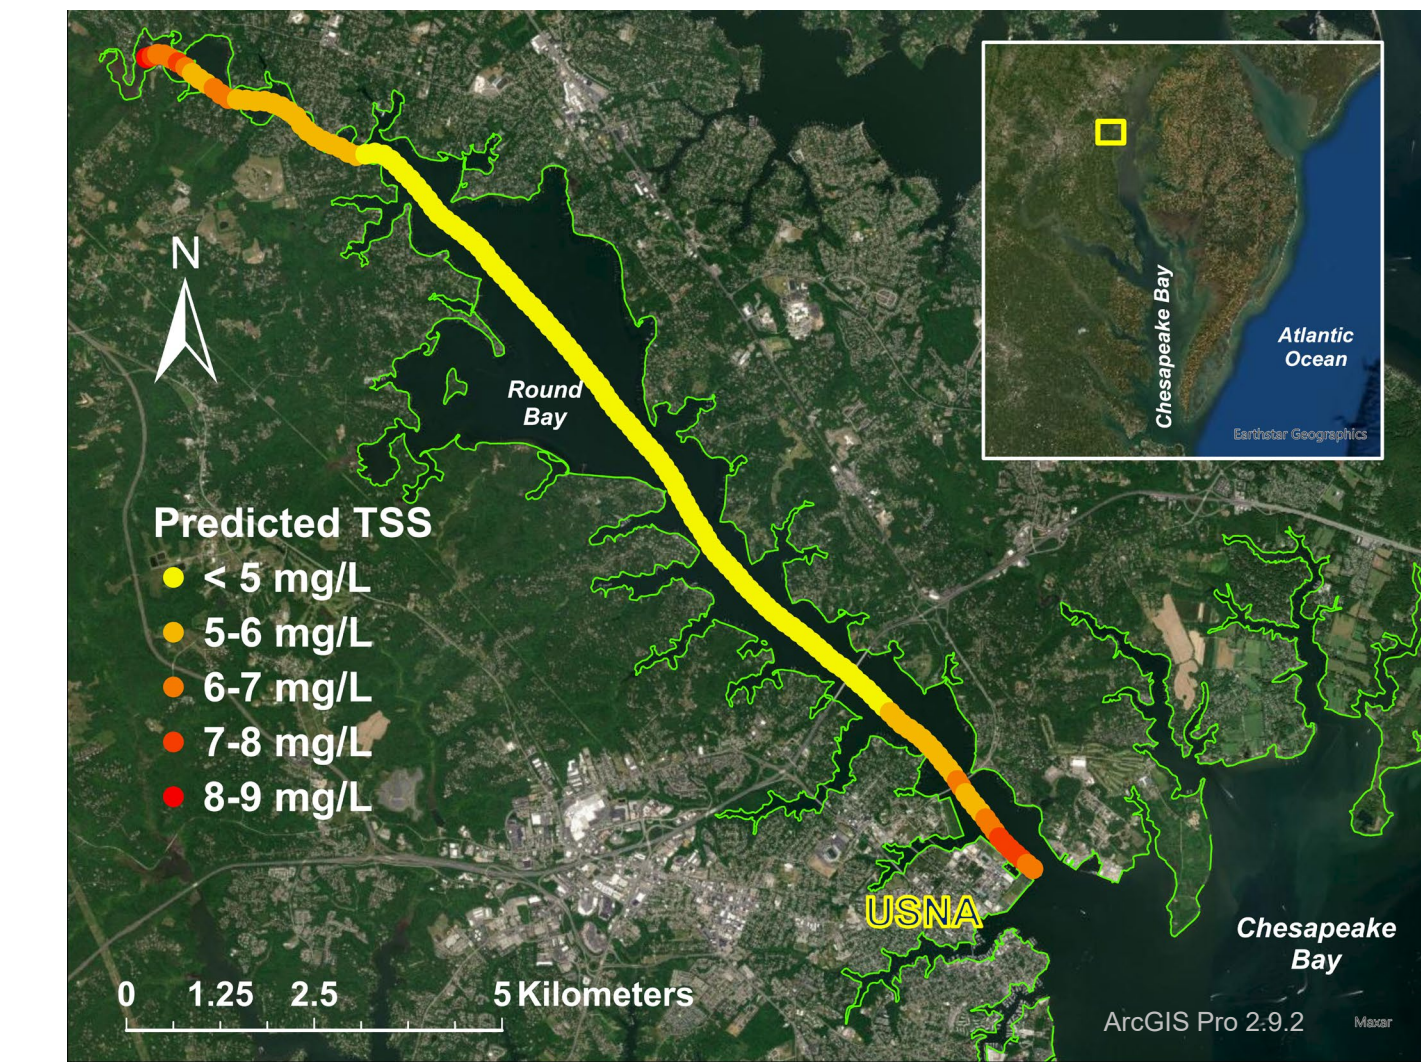 N
Round
Bay
Chesapeake Bay
Atlantic
Ocean
Earthstar Geographics
Predicted TSS
< 5 mg/L
5-6 mg/L
6-7 mg/L
7-8 mg/L
8-9 mg/L
USNA
Chesapeake
Bay
0 1.25 2.5 5 Kilometers
ArcGIS Pro 2.9.2
Maxar